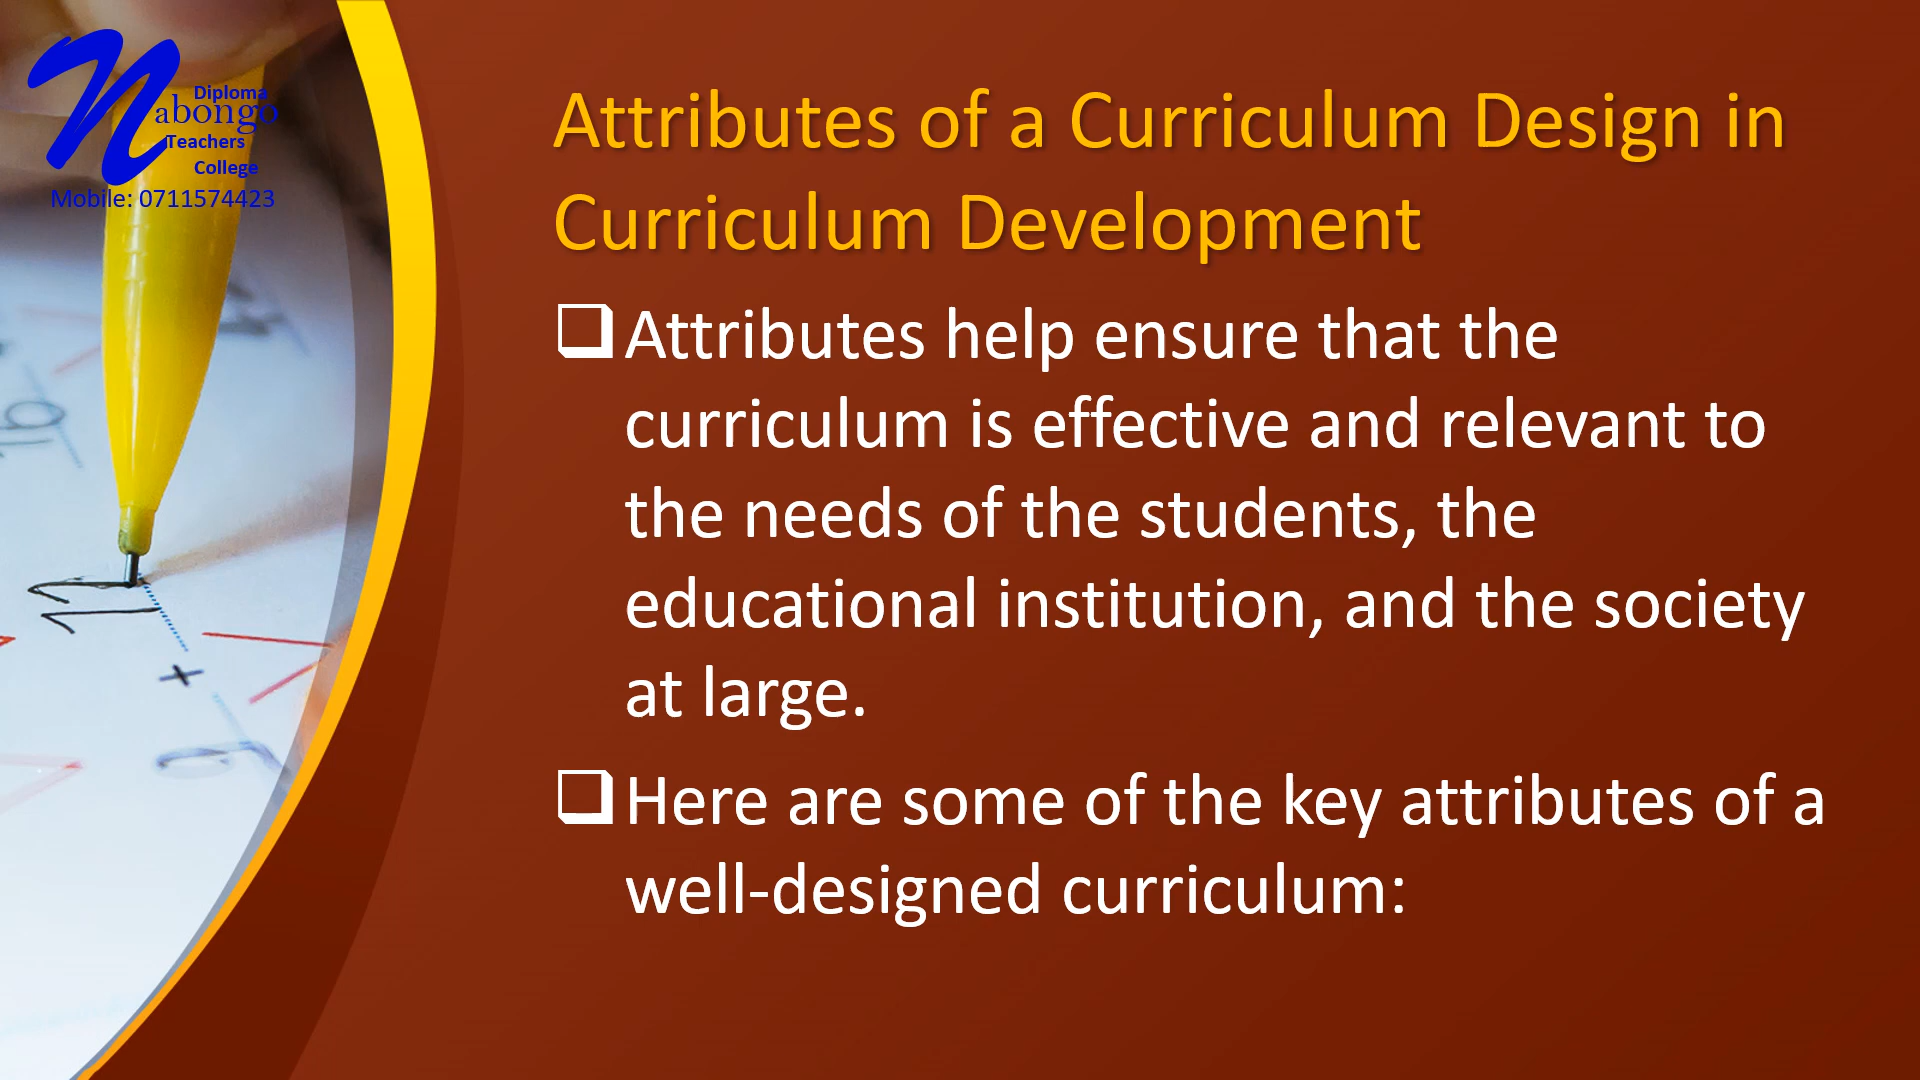 Diploma
Nabongo
Teachers
College
Mobile: 0711574423
Attributes of a Curriculum Design in
Curriculum Development
❑ Attributes help ensure that the
curriculum is effective and relevant to
the needs of the students, the
educational institution, and the society
at large.
❑ Here are some of the key attributes of a
well-designed curriculum: